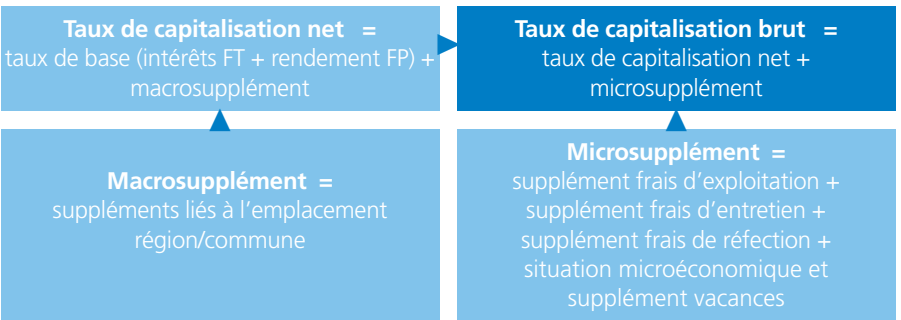 Taux de capitalisation net =
taux de base (intérêts FT + rendement FP) +
macrosupplément
Taux de capitalisation brut =
taux de capitalisation net +
microsupplément
Macrosupplément =
suppléments liés à l'emplacement
région/commune
Microsupplément =
supplément frais d'exploitation +
supplément frais d'entretien +
supplément frais de réfection +
situation microéconomique et
supplément vacances